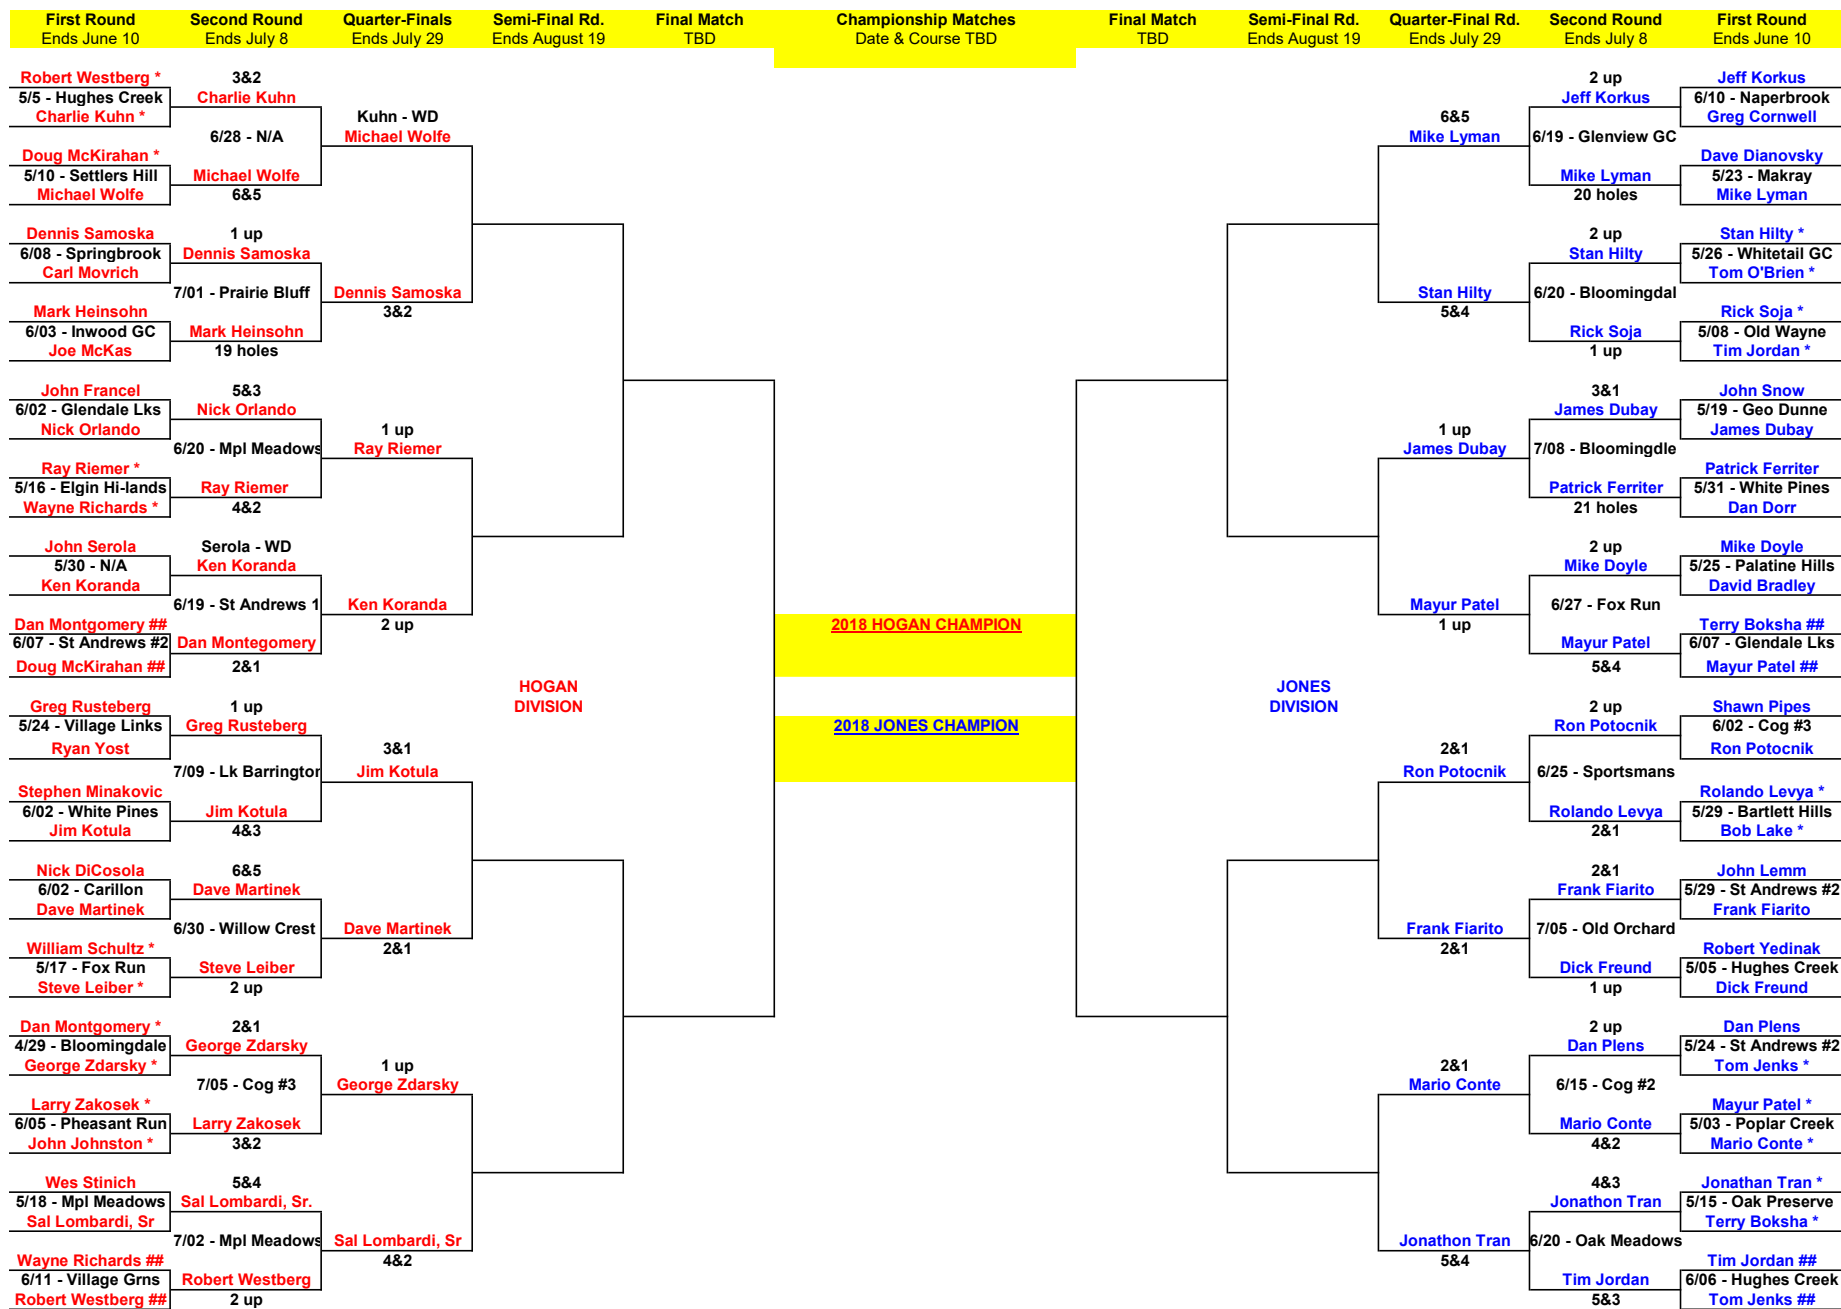 First Round Second Round Quarter-Finals Semi-Final Rd. Final Match Championship Matches Final Match Semi-Final Rd. Quarter-Final Rd. Second Round First Round
Ends June 10 Ends July 8 Ends July 29 Ends August 19 TBD Date & Course TBD TBD Ends August 19 Ends July 29 Ends July 8 Ends June 10
Robert Westberg * 3&2 2 up Jeff Korkus
5/5 - Hughes Creek Charlie Kuhn Jeff Korkus 6/10 - Naperbrook
Charlie Kuhn * Kuhn - WD 6&5 Greg Cornwell
6/28 - N/A Michael Wolfe Mike Lyman 6/19 - Glenview GC
Doug McKirahan * Dave Dianovsky
5/10 - Settlers Hill Michael Wolfe Mike Lyman 5/23 - Makray
Michael Wolfe 6&5 20 holes Mike Lyman
Dennis Samoska 1 up 2 up Stan Hilty *
6/08 - Springbrook Dennis Samoska Stan Hilty 5/26 - Whitetail GC
Carl Movrich Tom O'Brien *
7/01 - Prairie Bluff Dennis Samoska Stan Hilty 6/20 - Bloomingdal
Mark Heinsohn 3&2 5&4 Rick Soja *
6/03 - Inwood GC Mark Heinsohn Rick Soja 5/08 - Old Wayne
Joe McKas 19 holes 1 up Tim Jordan *
John Francel 5&3 3&1 John Snow
6/02 - Glendale Lks Nick Orlando James Dubay 5/19 - Geo Dunne
Nick Orlando 1 up 1 up James Dubay
6/20 - Mpl Meadows Ray Riemer James Dubay 7/08 - Bloomingdle
Ray Riemer * Patrick Ferriter
5/16 - Elgin Hi-lands Ray Riemer Patrick Ferriter 5/31 - White Pines
Wayne Richards * 4&2 21 holes Dan Dorr
John Serola Serola - WD 2 up Mike Doyle
5/30 - N/A Ken Koranda Mike Doyle 5/25 - Palatine Hills
Ken Koranda David Bradley
6/19 - St Andrews 1 Ken Koranda Mayur Patel 6/27 - Fox Run
Dan Montgomery ## 2 up 2018 HOGAN CHAMPION 1 up Terry Boksha ##
6/07 - St Andrews #2 Dan Montegomery Mayur Patel 6/07 - Glendale Lks
Doug McKirahan ## 2&1 5&4 Mayur Patel ##
HOGAN JONES
Greg Rusteberg 1 up DIVISION DIVISION 2 up Shawn Pipes
5/24 - Village Links Greg Rusteberg 2018 JONES CHAMPION Ron Potocnik 6/02 - Cog #3
Ryan Yost 3&1 2&1 Ron Potocnik
7/09 - Lk Barrington Jim Kotula Ron Potocnik 6/25 - Sportsmans
Stephen Minakovic Rolando Levya *
6/02 - White Pines Jim Kotula Rolando Levya 5/29 - Bartlett Hills
Jim Kotula 4&3 2&1 Bob Lake *
Nick DiCosola 6&5 2&1 John Lemm
6/02 - Carillon Dave Martinek Frank Fiarito 5/29 - St Andrews #2
Dave Martinek Frank Fiarito
6/30 - Willow Crest Dave Martinek Frank Fiarito 7/05 - Old Orchard
William Schultz * 2&1 2&1 Robert Yedinak
5/17 - Fox Run Steve Leiber Dick Freund 5/05 - Hughes Creek
Steve Leiber * 2 up 1 up Dick Freund
Dan Montgomery * 2&1 2 up Dan Plens
4/29 - Bloomingdale George Zdarsky Dan Plens 5/24 - St Andrews #2
George Zdarsky * 1 up 2&1 Tom Jenks *
7/05 - Cog #3 George Zdarsky Mario Conte 6/15 - Cog #2
Larry Zakosek * Mayur Patel *
6/05 - Pheasant Run Larry Zakosek Mario Conte 5/03 - Poplar Creek
John Johnston * 3&2 4&2 Mario Conte *
Wes Stinich 5&4 4&3 Jonathan Tran *
5/18 - Mpl Meadows Sal Lombardi, Sr. Jonathon Tran 5/15 - Oak Preserve
Sal Lombardi, Sr Terry Boksha *
7/02 - Mpl Meadows Sal Lombardi, Sr Jonathon Tran 6/20 - Oak Meadows
Wayne Richards ## 4&2 5&4 Tim Jordan ##
6/11 - Village Grns Robert Westberg Tim Jordan 6/06 - Hughes Creek
Robert Westberg ## 2 up 5&3 Tom Jenks ##